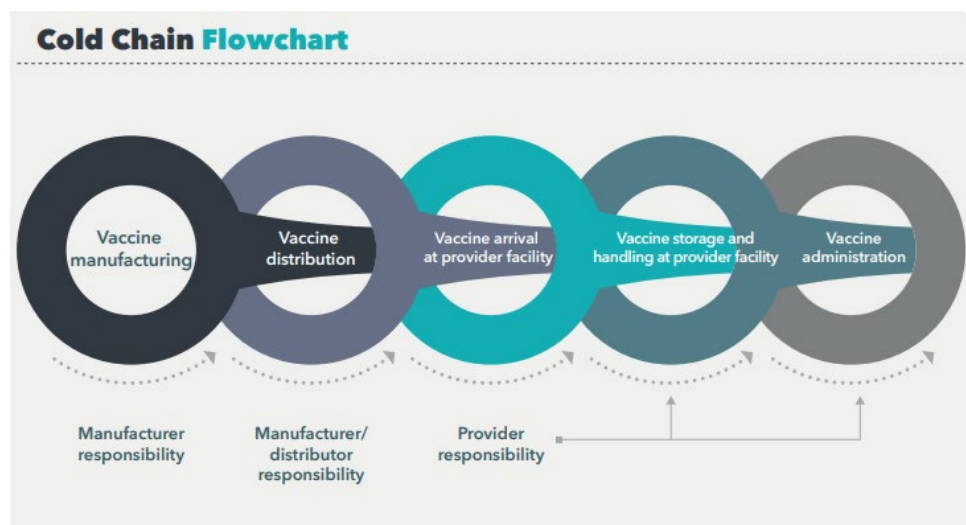 Cold Chain Flowchart
Vaccine
manufacturing
Vaccine
distribution
Vaccine arrival
at provider facility
Vaccine storage and
handling at provider facility
Vaccine
administration
Manufacturer
responsibility
Manufacturer/
distributor
responsibility
Provider
responsibility